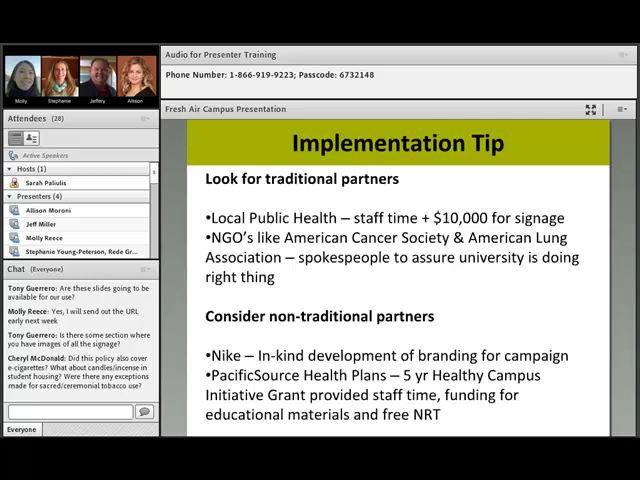 Molly
Stephanie
Jeffery
Allison
Attendees (28)
Active Speakers
Hosts (1)
Sarah Paliulis
Presenters (4)
Allison Moroni
Jeff Miller
Molly Reece
Stephanie Young-Peterson, Rede Gr...
Chat (Everyone)
Tony Guerrero: Are these slides going to be
available for our use?
Molly Reece: Yes, I will send out the URL
early next week
Tony Guerrero: Is there some section where
you have images of all the signage?
Cheryl McDonald: Did this policy also cover
e-cigarettes? What about candles/incense in
student housing? Were there any exceptions
made for sacred/ceremonial tobacco use?
Everyone
Audio for Presenter Training
Phone Number: 1-866-919-9223; Passcode: 6732148
Fresh Air Campus Presentation
Implementation Tip
Look for traditional partners
•Local Public Health – staff time + $10,000 for signage
•NGO's like American Cancer Society & American Lung
Association – spokespeople to assure university is doing
right thing
Consider non-traditional partners
•Nike – In-kind development of branding for campaign
•PacificSource Health Plans – 5 yr Healthy Campus
Initiative Grant provided staff time, funding for
educational materials and free NRT